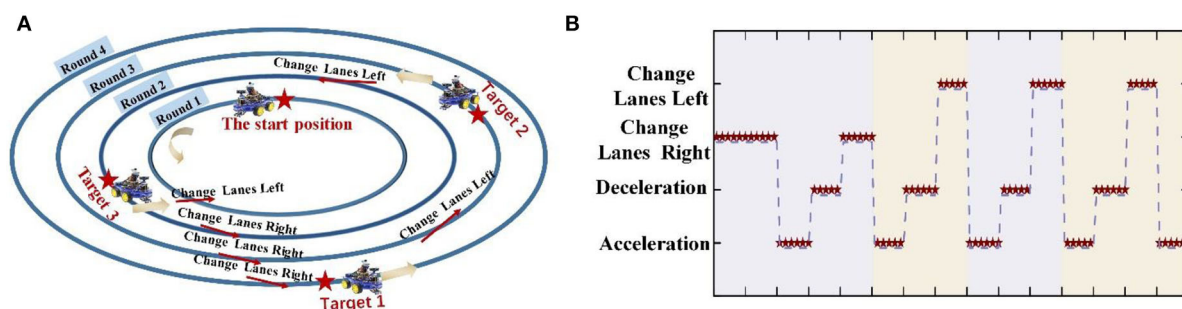 A
Round 4
Round 3
Round 2
Round 1
Change Lanes Left
Target 2
The start position
Target 3
Change Lanes Left
Change Lanes Left
Change Lanes Right
Change Lanes Right
Change Lanes Right
Target 1
B
Change
Lanes Left
Change
Lanes Right
Deceleration
Acceleration